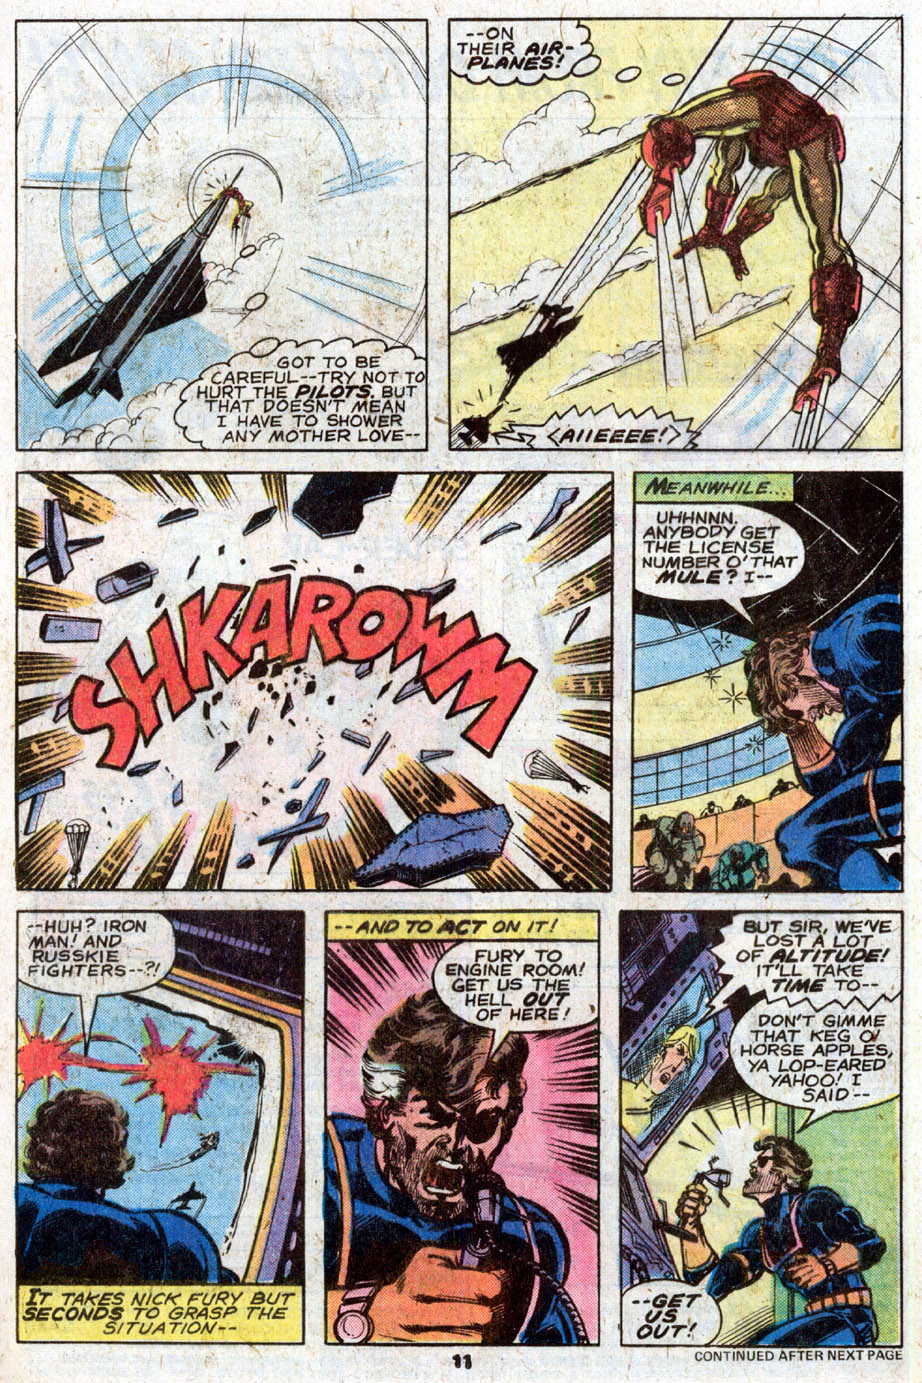 GOT TO BE
CAREFUL--TRY NOT TO
HURT THE PILOTS. BUT
THAT DOESN'T MEAN
I HAVE TO SHOWER
ANY MOTHER LOVE--
--ON
THEIR AIR-
PLANES!
<AIIEEEE!>
SHKAROWM
MEANWHILE...
UHHNNN.
ANYBODY GET
THE LICENSE
NUMBER O' THAT
MULE? I--
--HUH? IRON
MAN! AND
RUSSKIE
FIGHTERS--?!
IT TAKES NICK FURY BUT
SECONDS TO GRASP THE
SITUATION--
--AND TO ACT ON IT!
FURY TO
ENGINE ROOM!
GET US THE
HELL OUT
OF HERE!
BUT SIR, WE'VE
LOST A LOT
OF ALTITUDE!
IT'LL TAKE
TIME TO--
DON'T GIMME
THAT KEG O'
HORSE APPLES,
YA LOP-EARED
YAHOO! I
SAID--
--GET
US
OUT!
11
CONTINUED AFTER NEXT PAGE